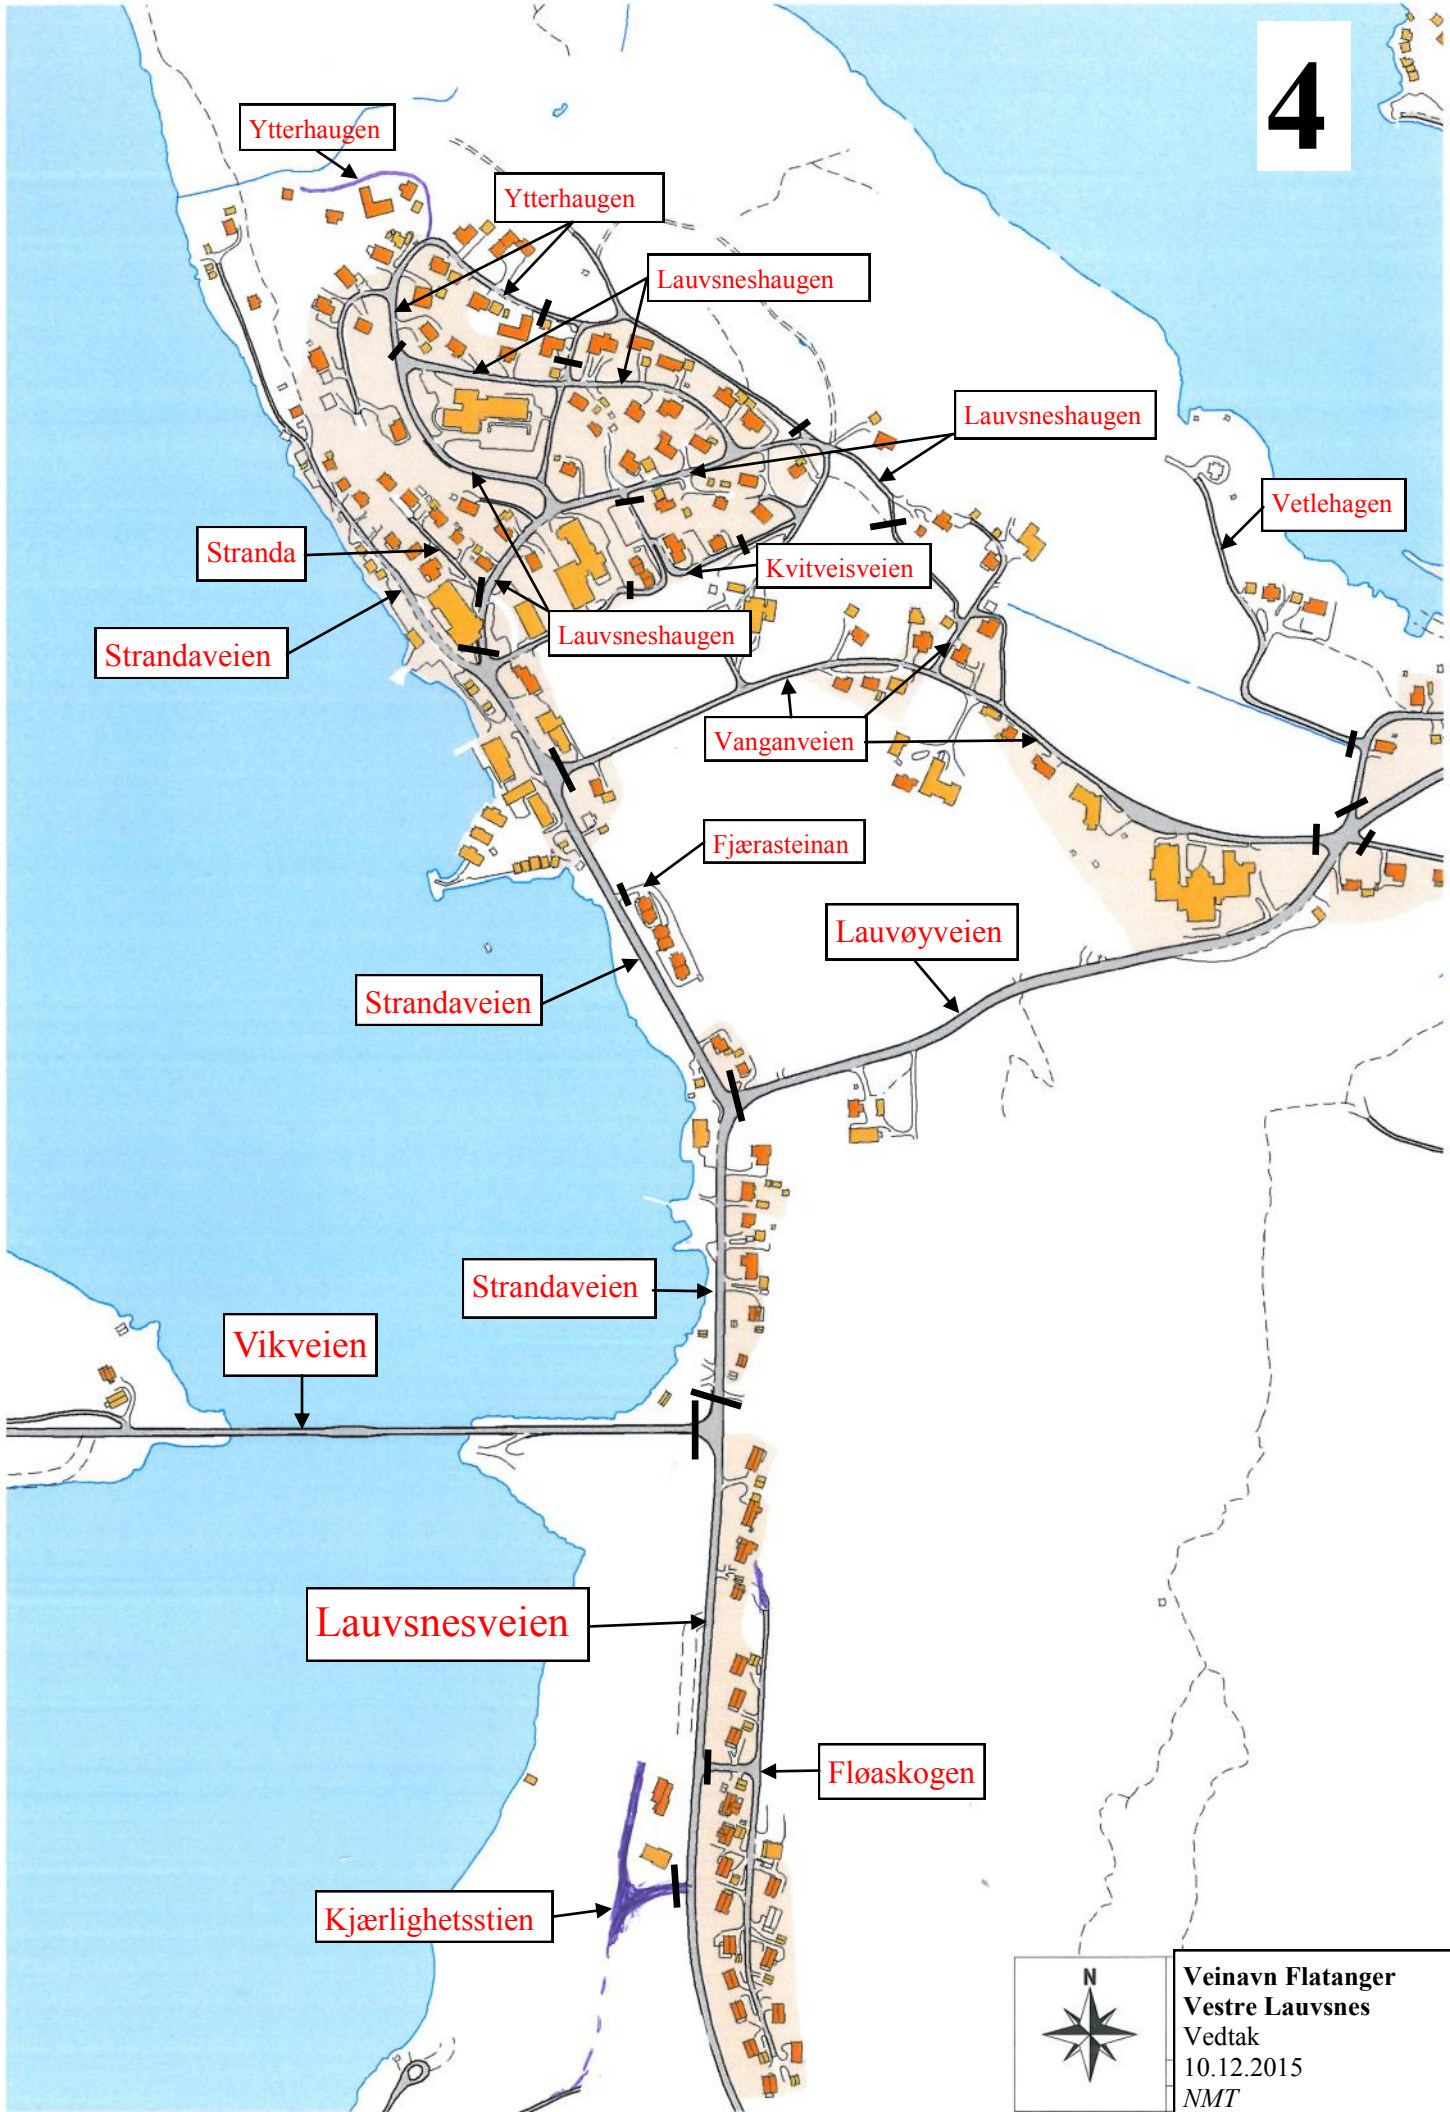 4
Ytterhaugen
Ytterhaugen
Lauvsneshaugen
Lauvsneshaugen
Vetlehagen
Stranda
Kvitveisveien
Strandaveien
Lauvsneshaugen
Vanganveien
Fjærasteinan
Lauvøyveien
Strandaveien
Strandaveien
Vikveien
Lauvsnesveien
Fløaskogen
Kjærlighetsstien
N
Veinavn Flatanger
Vestre Lauvsnes
Vedtak
10.12.2015
NMT